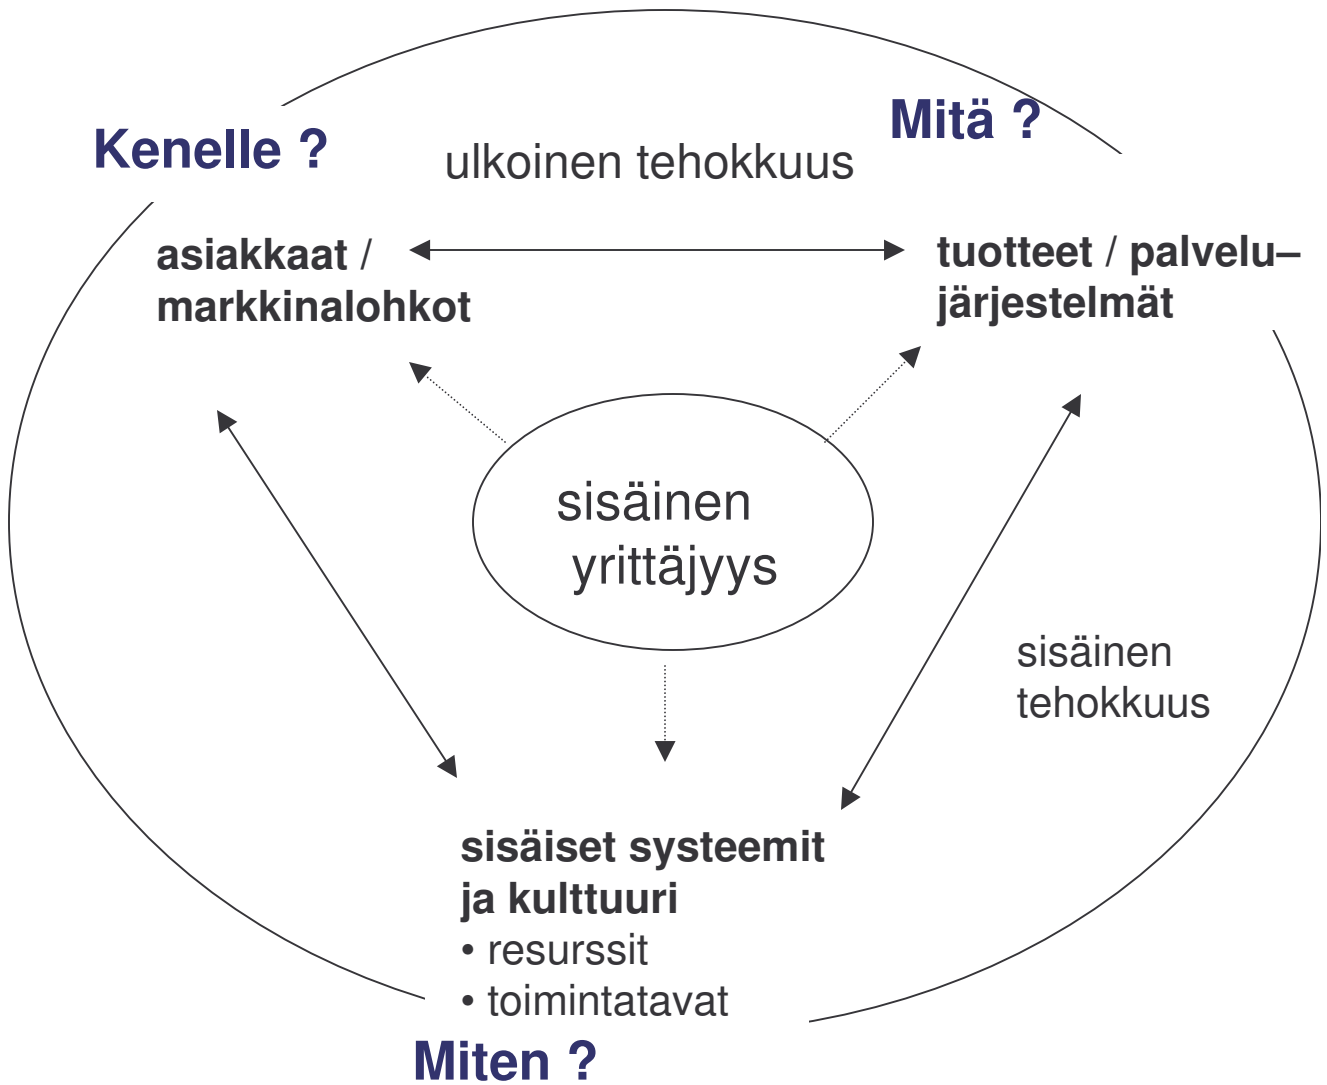 Kenelle ?
Mitä ?
ulkoinen tehokkuus
asiakkaat /
markkinalohkot
tuotteet / palvelu–
järjestelmät
sisäinen
yrittäjyys
sisäinen
tehokkuus
sisäiset systeemit
ja kulttuuri
• resurssit
• toimintatavat
Miten ?